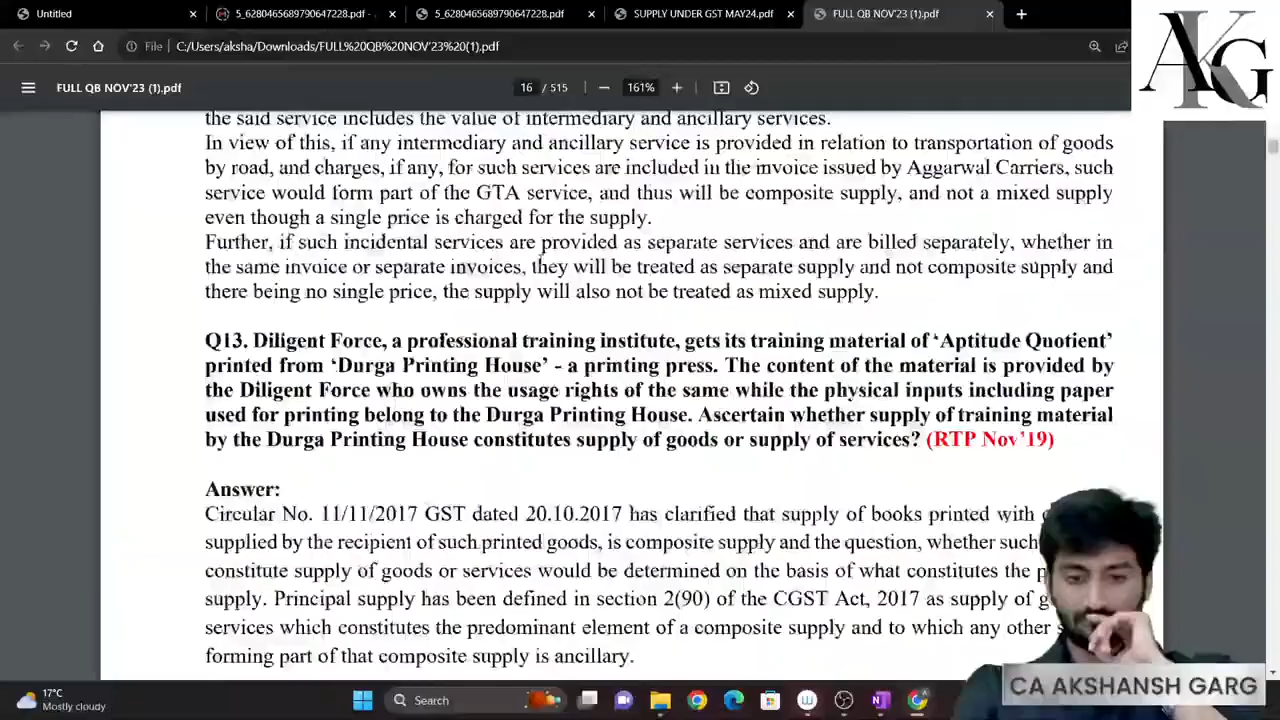 Untitled
5_6280465689790647228.pdf -
5_6280465689790647228.pdf
SUPPLY UNDER GST MAY24.pdf
FULL QB NOV'23 (1).pdf
File
C:/Users/aksha/Downloads/FULL%20QB%20NOV'23%20(1).pdf
AKG
FULL QB NOV'23 (1).pdf
16 / 515
161%
the said service includes the value of intermediary and ancillary services.
In view of this, if any intermediary and ancillary service is provided in relation to transportation of goods
by road, and charges, if any, for such services are included in the invoice issued by Aggarwal Carriers, such
service would form part of the GTA service, and thus will be composite supply, and not a mixed supply
even though a single price is charged for the supply.
Further, if such incidental services are provided as separate services and are billed separately, whether in
the same invoice or separate invoices, they will be treated as separate supply and not composite supply and
there being no single price, the supply will also not be treated as mixed supply.
Q13. Diligent Force, a professional training institute, gets its training material of ‘Aptitude Quotient’
printed from ‘Durga Printing House’ - a printing press. The content of the material is provided by
the Diligent Force who owns the usage rights of the same while the physical inputs including paper
used for printing belong to the Durga Printing House. Ascertain whether supply of training material
by the Durga Printing House constitutes supply of goods or supply of services? (RTP Nov’19)
Answer:
Circular No. 11/11/2017 GST dated 20.10.2017 has clarified that supply of books printed with
supplied by the recipient of such printed goods, is composite supply and the question, whether such
constitute supply of goods or services would be determined on the basis of what constitutes the
supply. Principal supply has been defined in section 2(90) of the CGST Act, 2017 as supply of
services which constitutes the predominant element of a composite supply and to which any other
forming part of that composite supply is ancillary.
CA AKSHANSH GARG
17°C
Mostly cloudy
Search